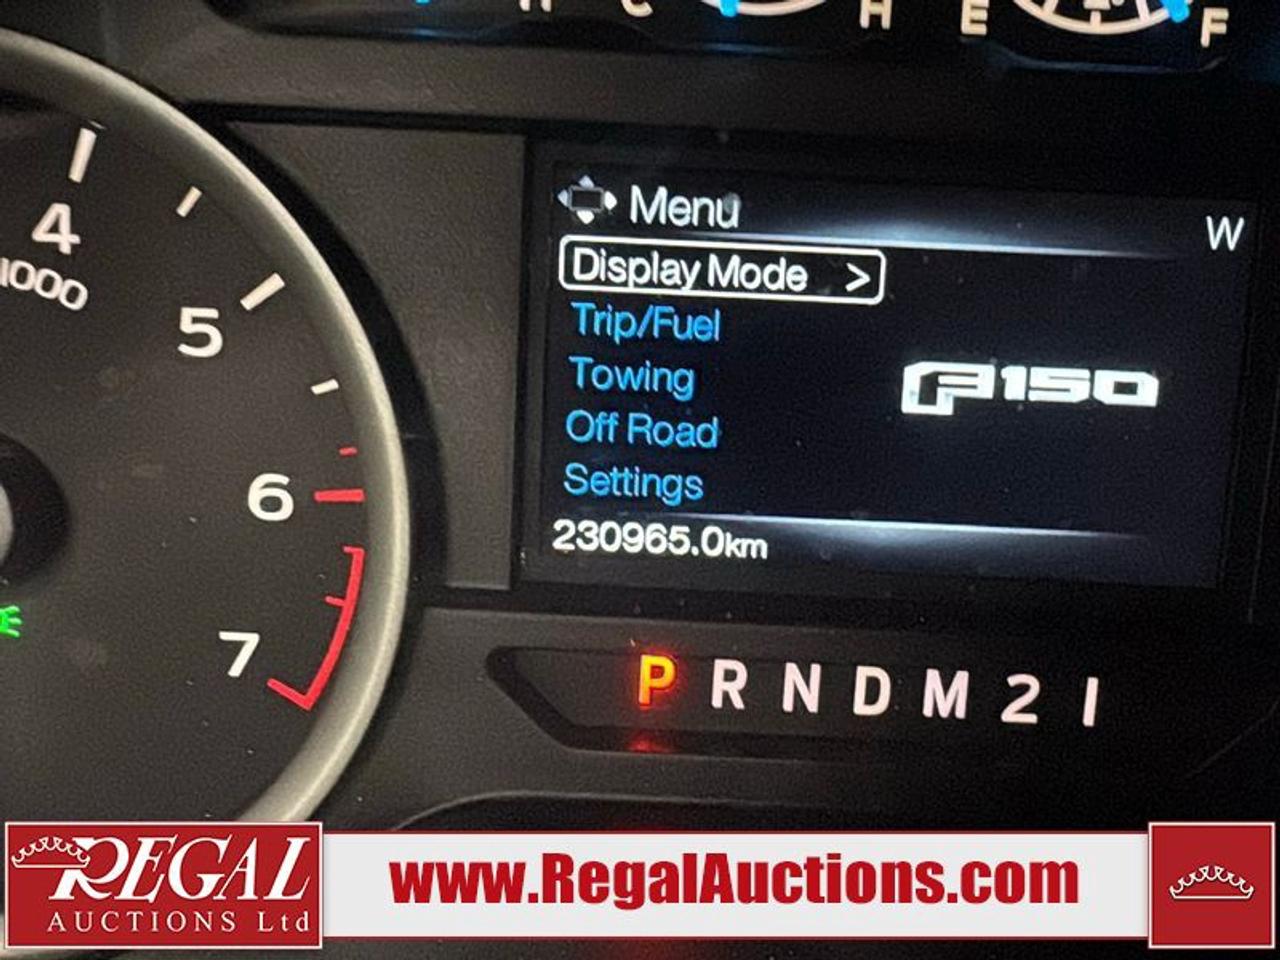 H C H E F
4
1000
5
6
7
Menu
W
Display Mode >
Trip/Fuel
Towing
Off Road
Settings
F150
230965.0km
P R N D M 2 1
REGAL
AUCTIONS Ltd
www.RegalAuctions.com